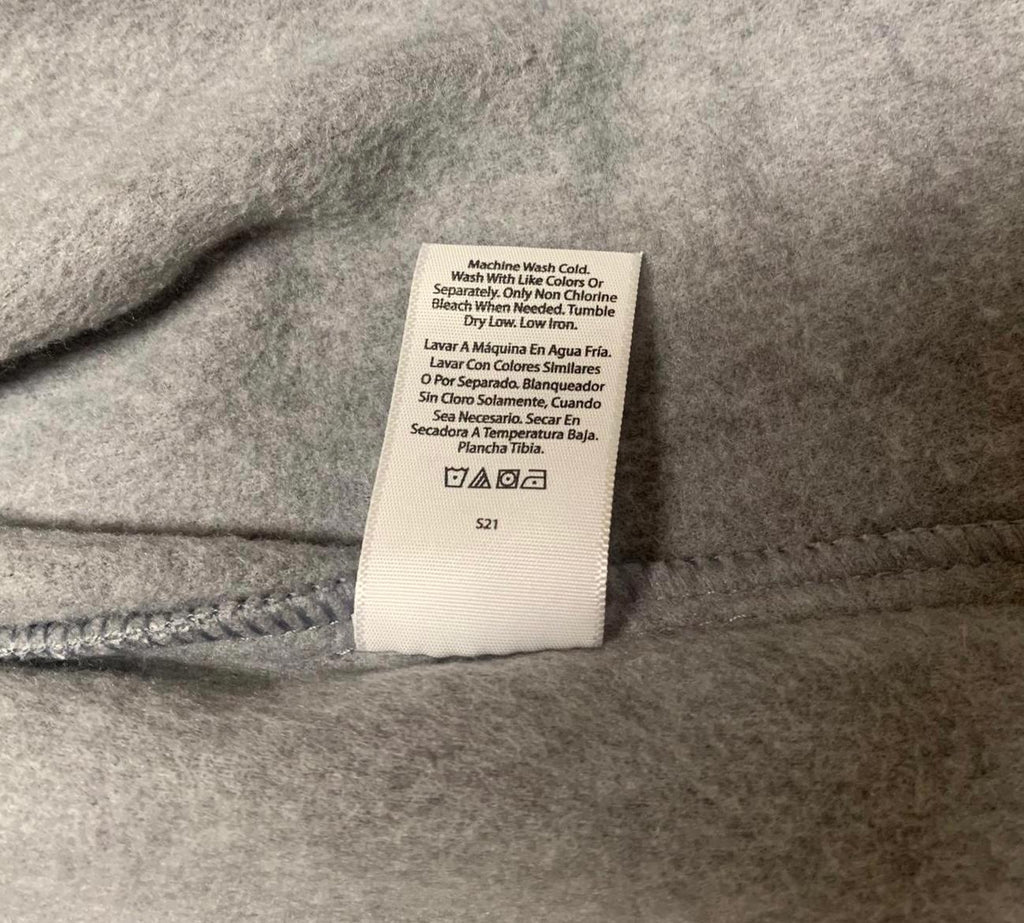 Machine Wash Cold.
Wash With Like Colors Or
Separately. Only Non Chlorine
Bleach When Needed. Tumble
Dry Low. Low Iron.
Lavar A Máquina En Agua Fría.
Lavar Con Colores Similares
O Por Separado. Blanqueador
Sin Cloro Solamente, Cuando
Sea Necesario. Secar En
Secadora A Temperatura Baja.
Plancha Tibia.
S21